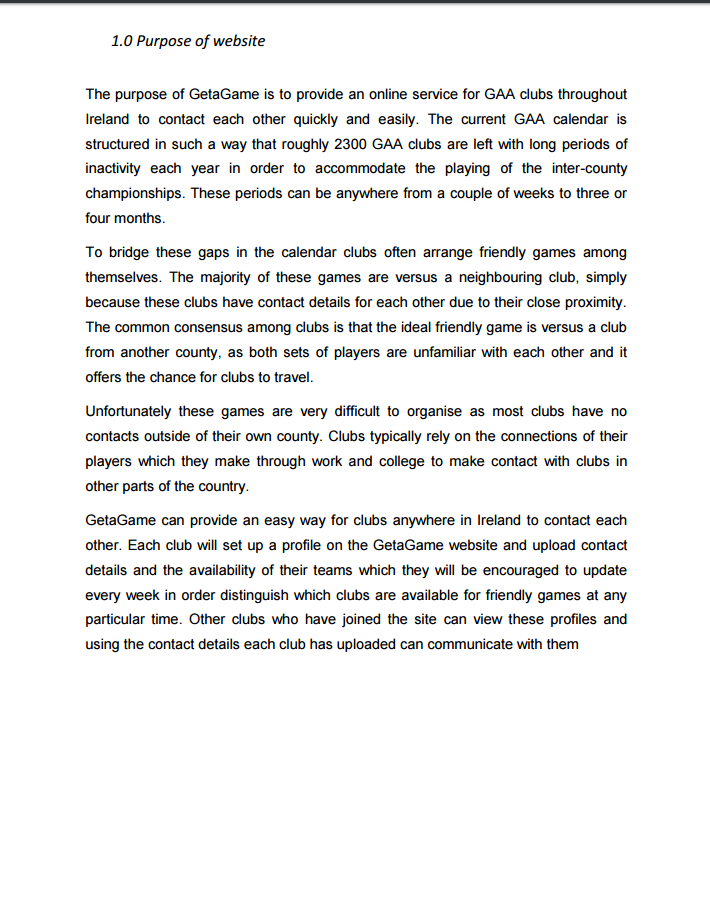 1.0 Purpose of website
The purpose of GetaGame is to provide an online service for GAA clubs throughout
Ireland to contact each other quickly and easily. The current GAA calendar is
structured in such a way that roughly 2300 GAA clubs are left with long periods of
inactivity each year in order to accommodate the playing of the inter-county
championships. These periods can be anywhere from a couple of weeks to three or
four months.
To bridge these gaps in the calendar clubs often arrange friendly games among
themselves. The majority of these games are versus a neighbouring club, simply
because these clubs have contact details for each other due to their close proximity.
The common consensus among clubs is that the ideal friendly game is versus a club
from another county, as both sets of players are unfamiliar with each other and it
offers the chance for clubs to travel.
Unfortunately these games are very difficult to organise as most clubs have no
contacts outside of their own county. Clubs typically rely on the connections of their
players which they make through work and college to make contact with clubs in
other parts of the country.
GetaGame can provide an easy way for clubs anywhere in Ireland to contact each
other. Each club will set up a profile on the GetaGame website and upload contact
details and the availability of their teams which they will be encouraged to update
every week in order distinguish which clubs are available for friendly games at any
particular time. Other clubs who have joined the site can view these profiles and
using the contact details each club has uploaded can communicate with them